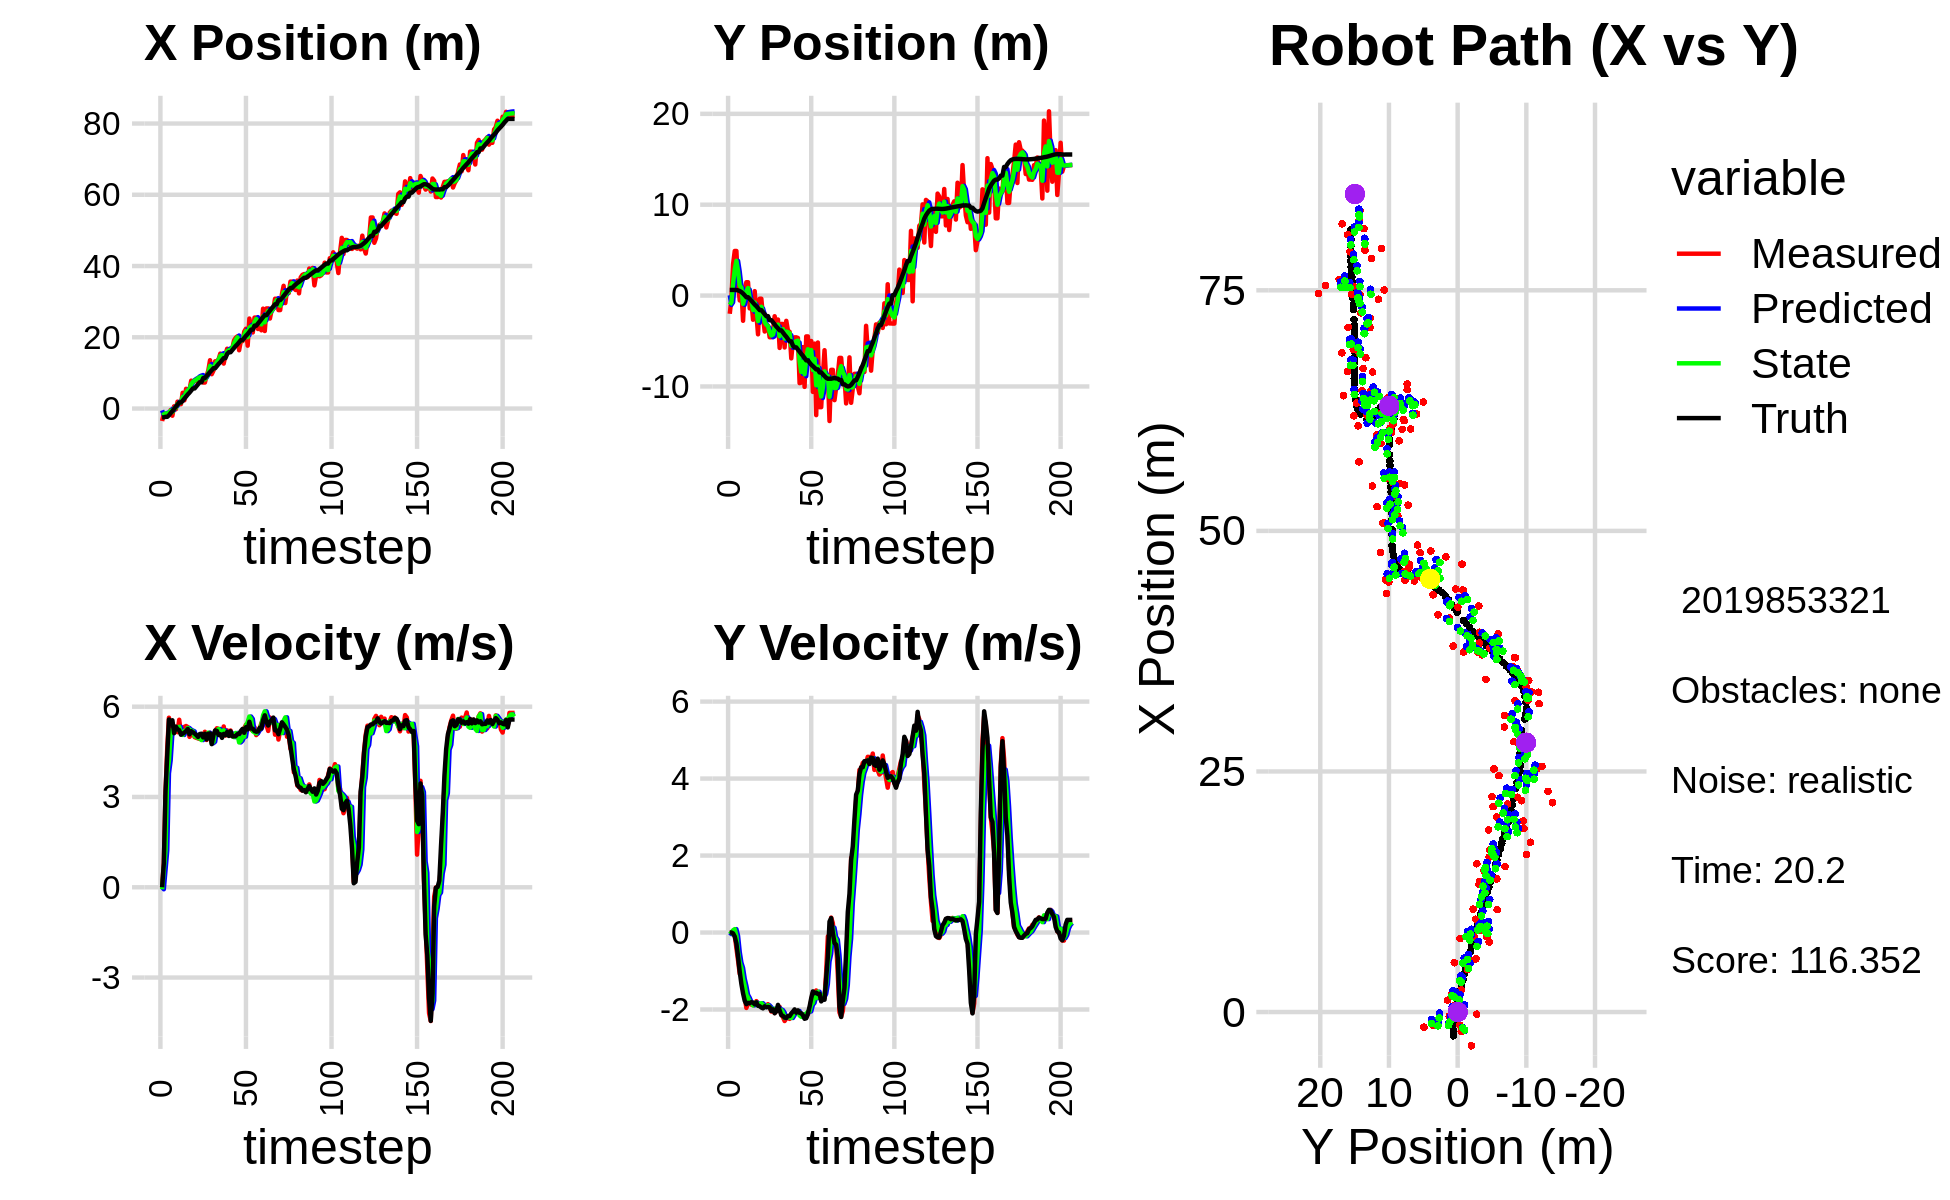 X Position (m)
80
60
40
20
0
0
50
100
150
200
timestep
Y Position (m)
20
10
0
-10
0
50
100
150
200
timestep
X Velocity (m/s)
6
3
0
-3
0
50
100
150
200
timestep
Y Velocity (m/s)
6
4
2
0
-2
0
50
100
150
200
timestep
Robot Path (X vs Y)
X Position (m)
75
50
25
0
20 10 0 -10 -20
Y Position (m)
variable
Measured
Predicted
State
Truth
2019853321
Obstacles: none
Noise: realistic
Time: 20.2
Score: 116.352